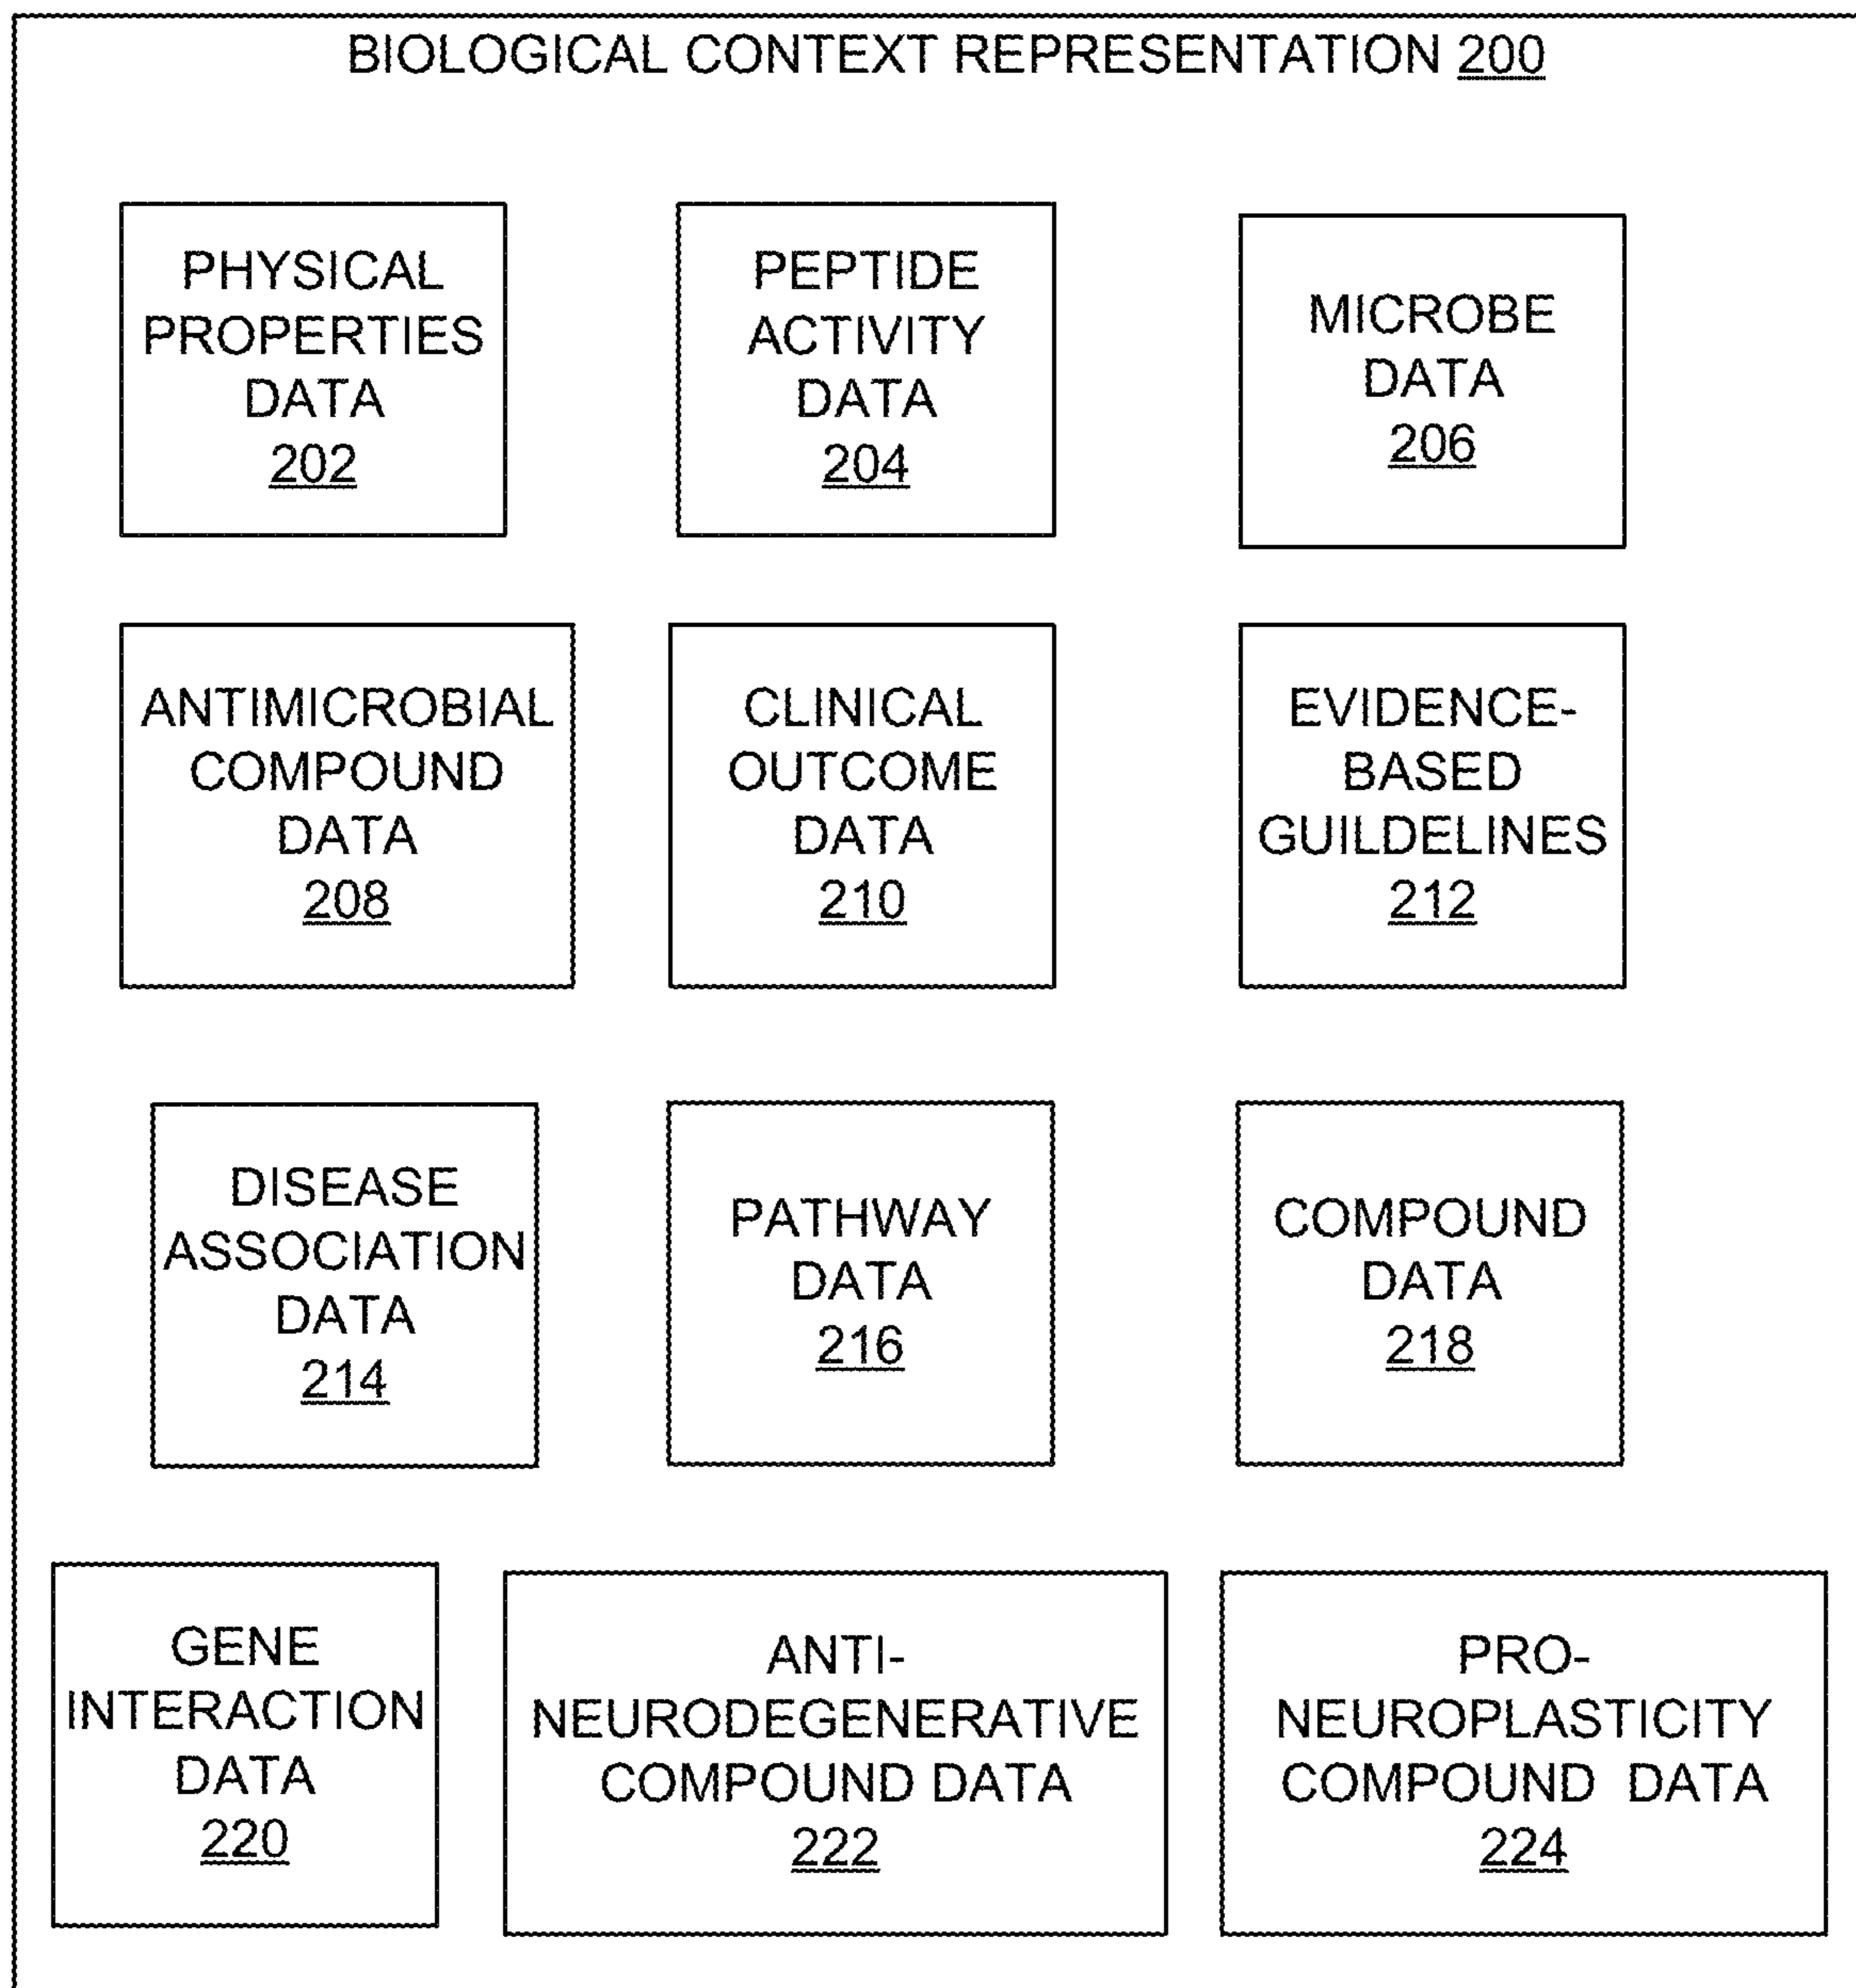 BIOLOGICAL CONTEXT REPRESENTATION 200
PHYSICAL
PROPERTIES
DATA
202
PEPTIDE
ACTIVITY
DATA
204
MICROBE
DATA
206
ANTIMICROBIAL
COMPOUND
DATA
208
CLINICAL
OUTCOME
DATA
210
EVIDENCE-
BASED
GUILDELINES
212
DISEASE
ASSOCIATION
DATA
214
PATHWAY
DATA
216
COMPOUND
DATA
218
GENE
INTERACTION
DATA
220
ANTI-
NEURODEGENERATIVE
COMPOUND DATA
222
PRO-
NEUROPLASTICITY
COMPOUND DATA
224